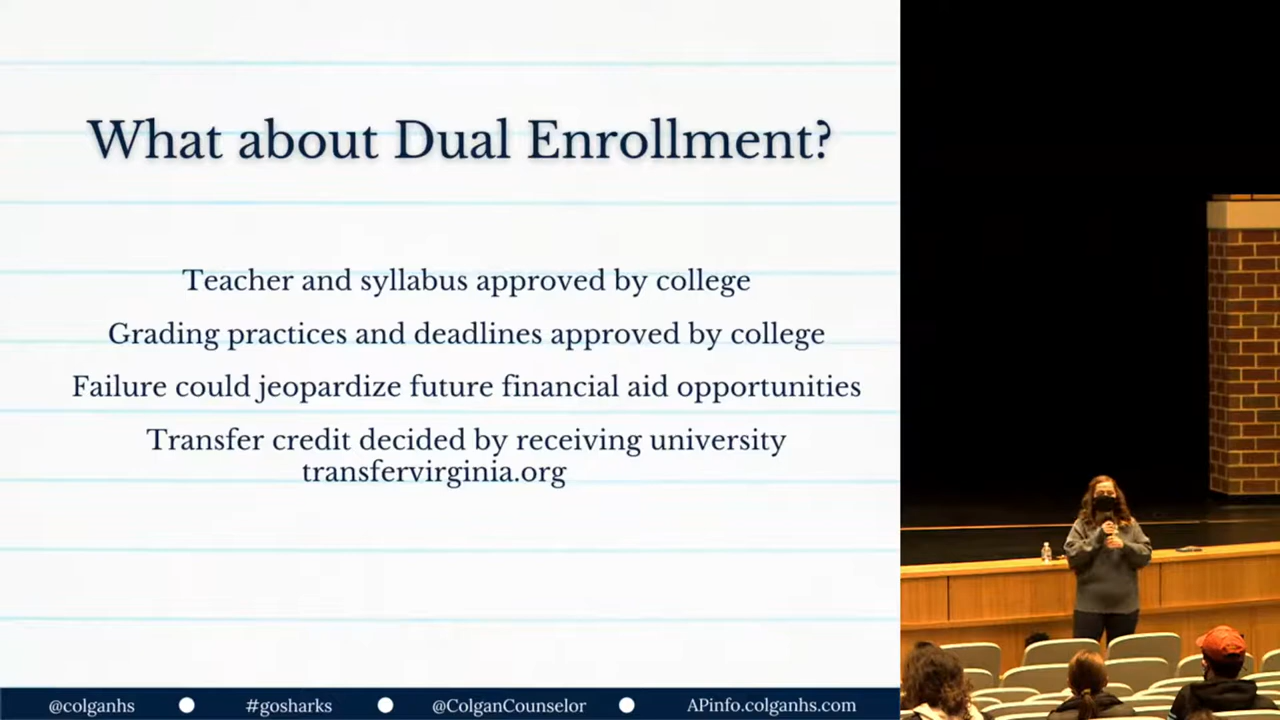 What about Dual Enrollment?
Teacher and syllabus approved by college
Grading practices and deadlines approved by college
Failure could jeopardize future financial aid opportunities
Transfer credit decided by receiving university
transfervirginia.org
@colganhs
#gosharks
@ColganCounselor
APinfo.colganhs.com